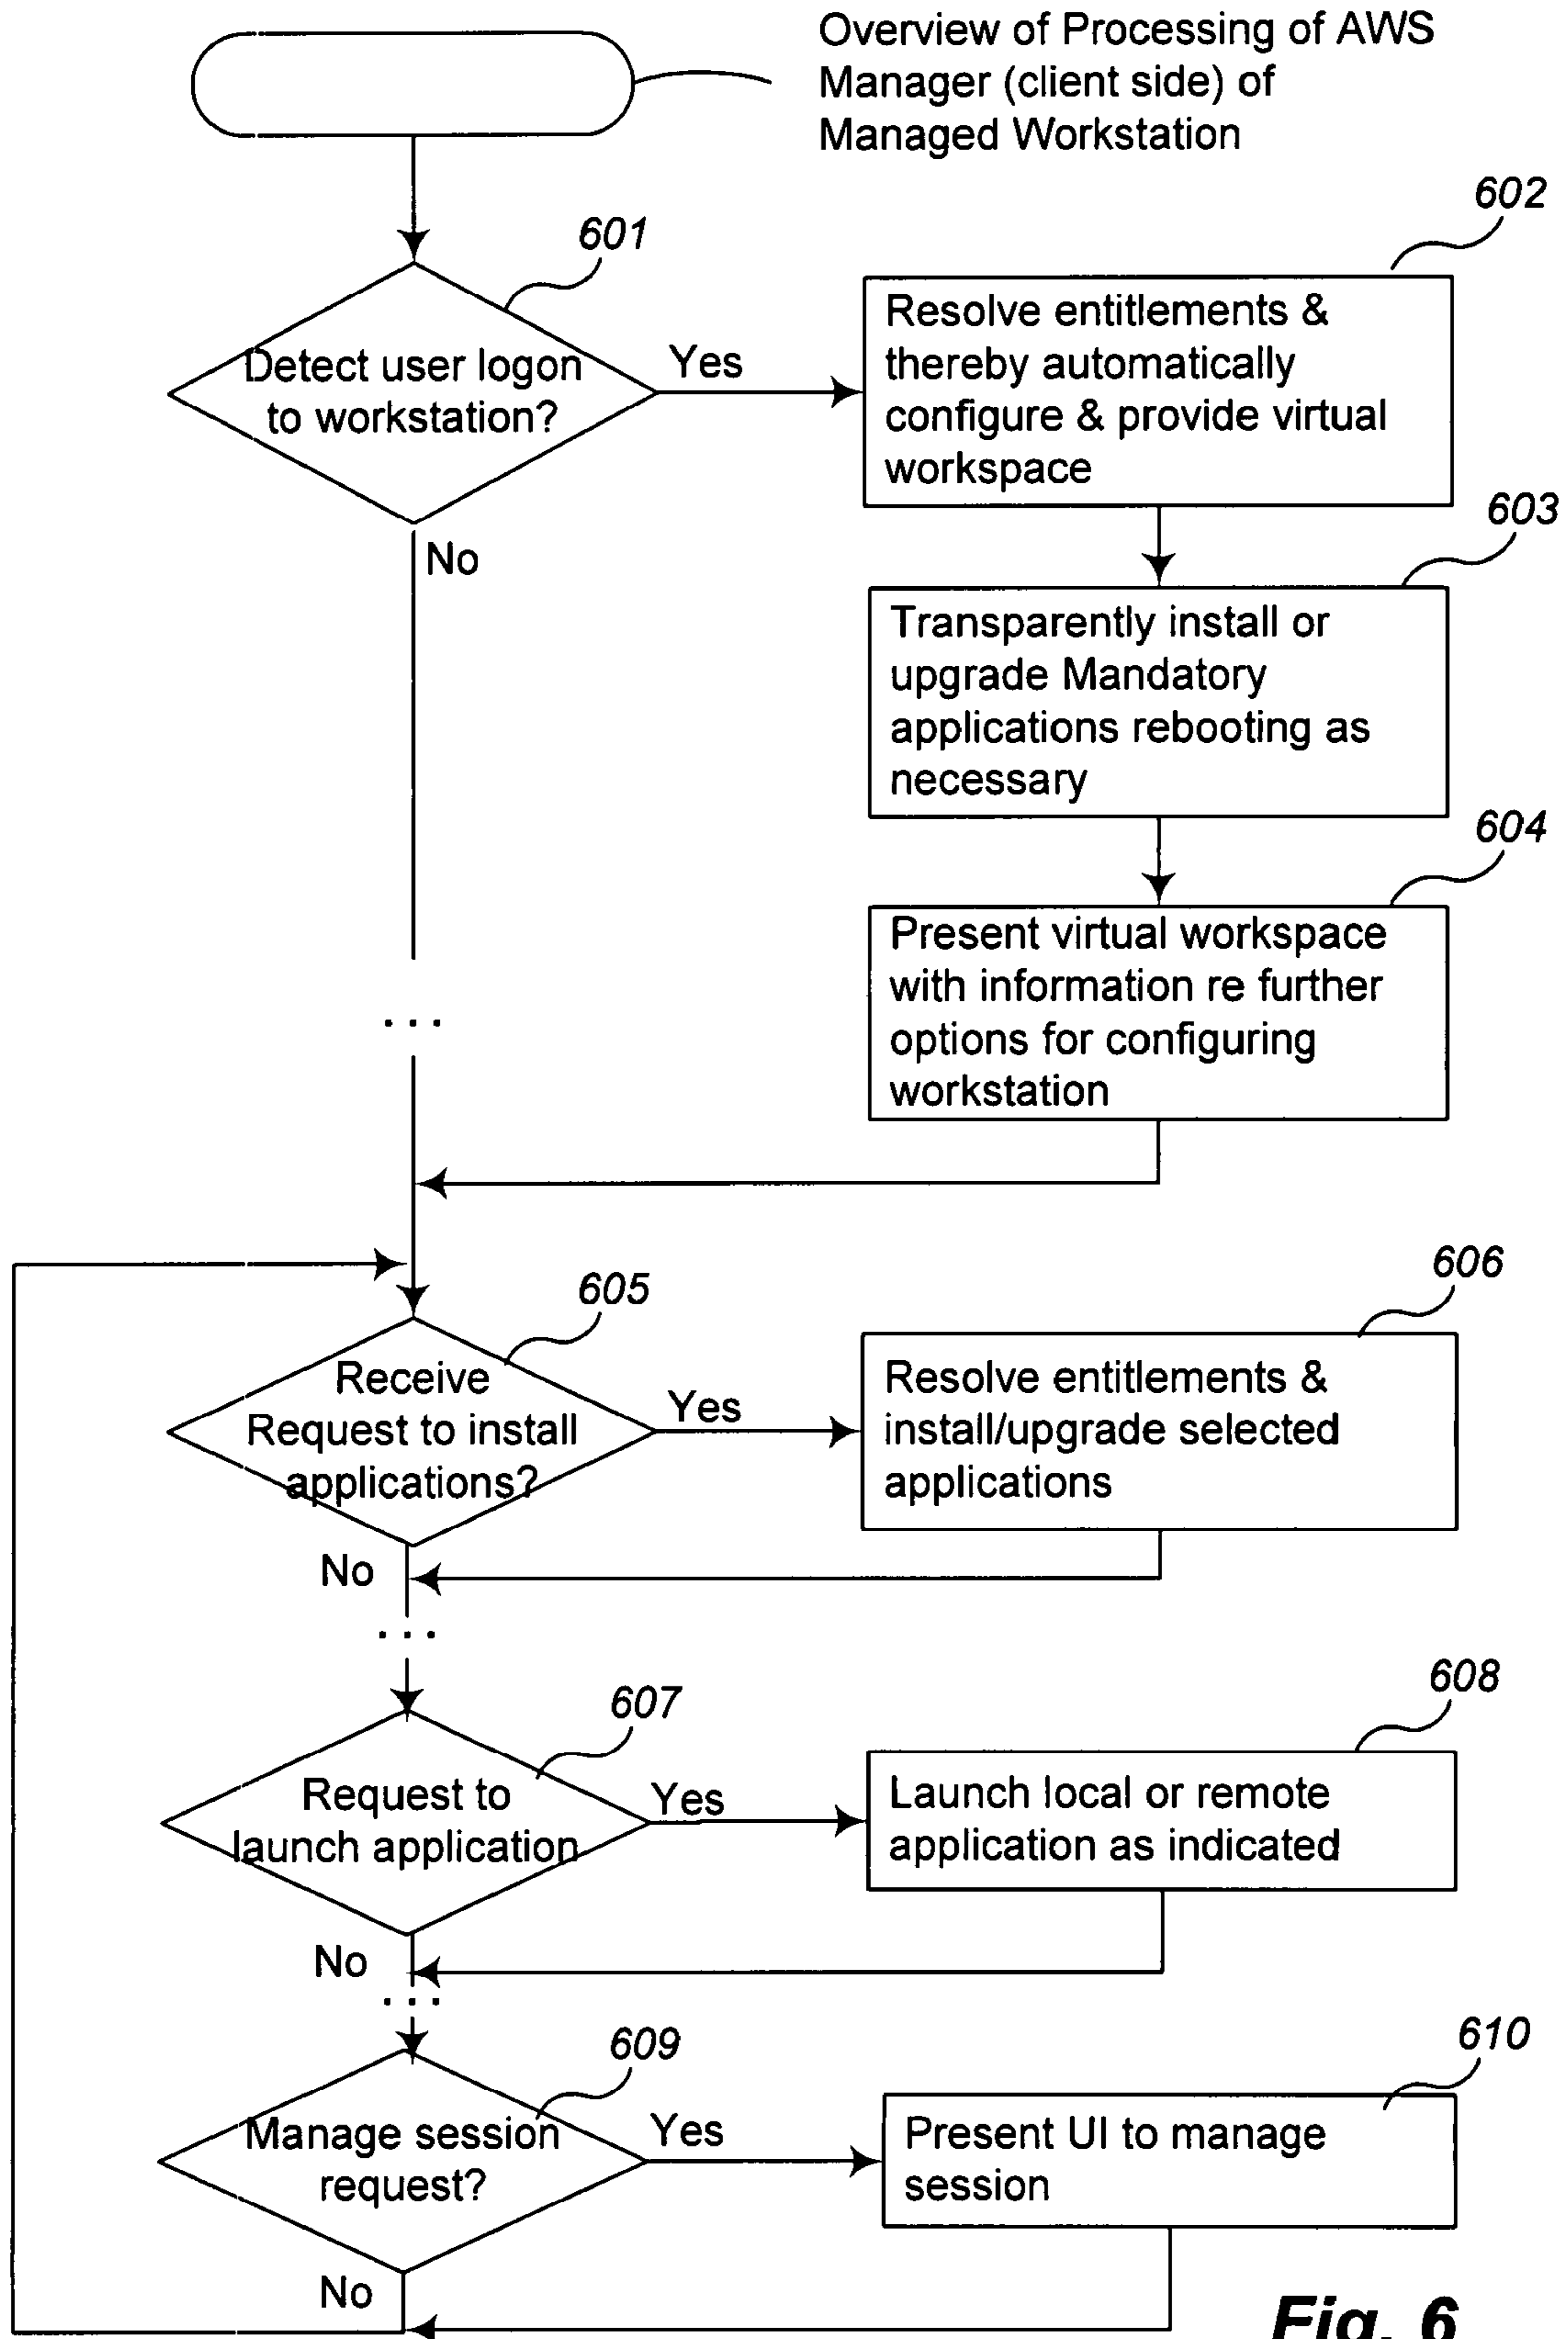 Overview of Processing of AWS
Manager (client side) of
Managed Workstation
601
602
Detect user logon
to workstation?
Yes
Resolve entitlements &
thereby automatically
configure & provide virtual
workspace
No
603
Transparently install or
upgrade Mandatory
applications rebooting as
necessary
604
Present virtual workspace
with information re further
options for configuring
workstation
...
605
606
Receive
Request to install
applications?
Yes
Resolve entitlements &
install/upgrade selected
applications
No
...
607
608
Request to
launch application
Yes
Launch local or remote
application as indicated
No
...
609
610
Manage session
request?
Yes
Present UI to manage
session
No
Fig. 6